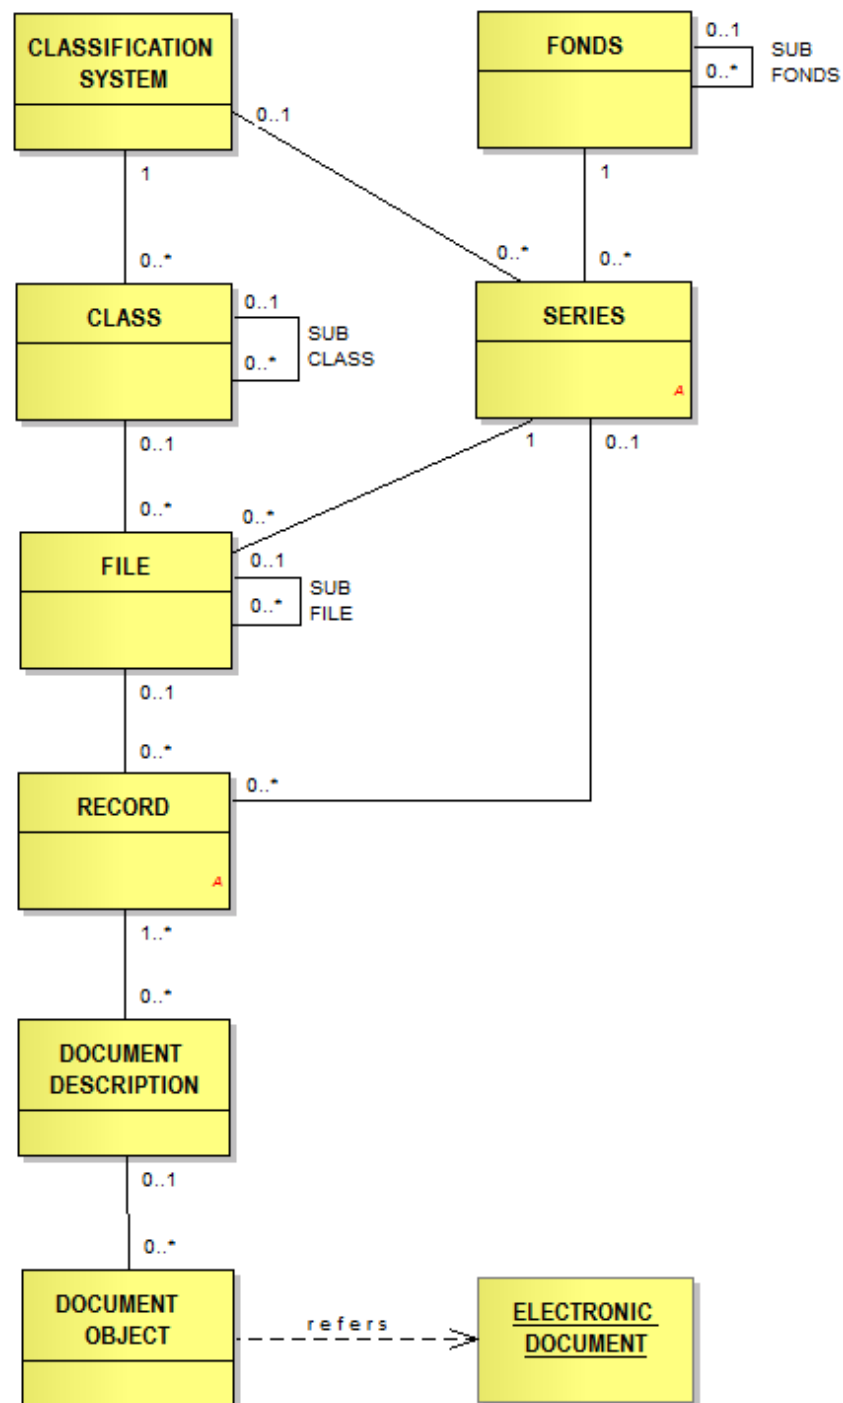 CLASSIFICATION
SYSTEM
FONDS
0..1
0..*
SUB
FONDS
0..1
1
1
0..*
0..*
0..*
CLASS
0..1
0..*
SUB
CLASS
SERIES
A
0..1
1
0..1
0..*
0..*
FILE
0..1
0..*
SUB
FILE
0..1
0..*
RECORD
A
0..*
1..*
0..*
DOCUMENT
DESCRIPTION
0..1
0..*
DOCUMENT
OBJECT
refers
ELECTRONIC
DOCUMENT